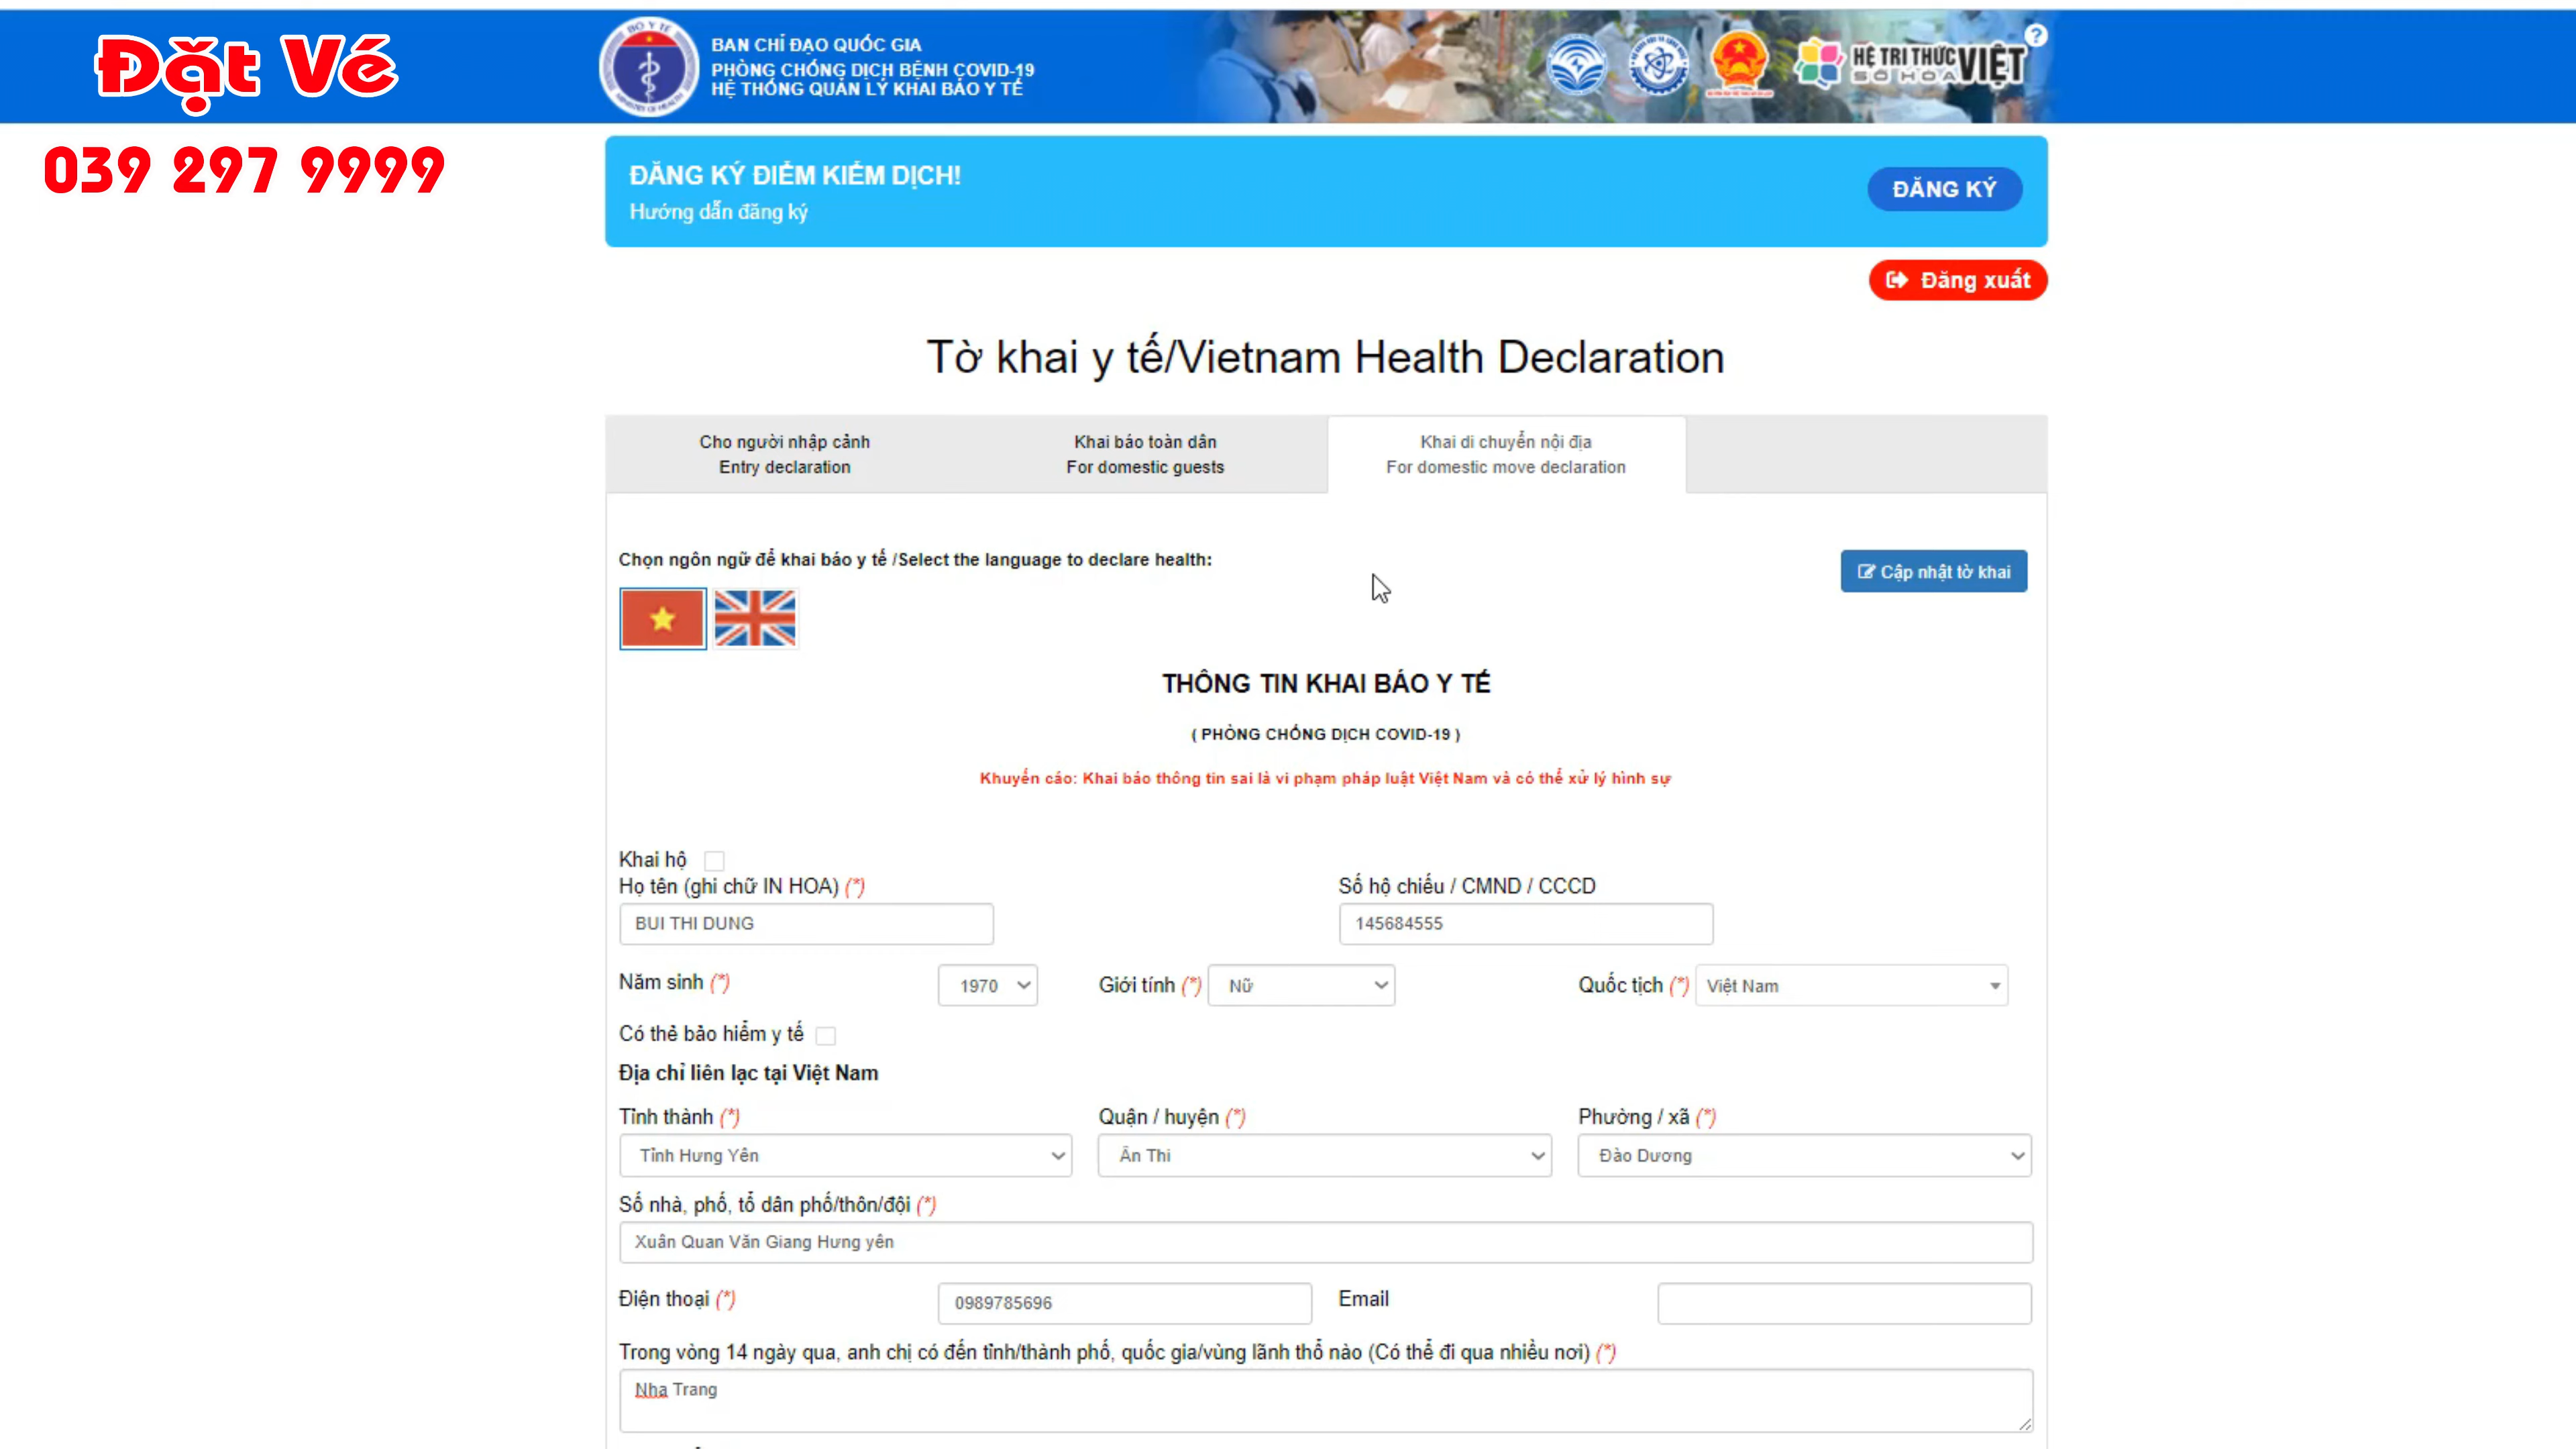 Đặt Vé
039 297 9999
BỘ Y TẾ
MINISTRY OF HEALTH
BAN CHỈ ĐẠO QUỐC GIA
PHÒNG CHỐNG DỊCH BỆNH COVID-19
HỆ THỐNG QUẢN LÝ KHAI BÁO Y TẾ
HỆ TRI THỨC
SỐ HÓA
VIỆT
?
ĐĂNG KÝ ĐIỂM KIỂM DỊCH!
Hướng dẫn đăng ký
ĐĂNG KÝ
Đăng xuất
Tờ khai y tế/Vietnam Health Declaration
Cho người nhập cảnh
Entry declaration
Khai báo toàn dân
For domestic guests
Khai di chuyển nội địa
For domestic move declaration
Chọn ngôn ngữ để khai báo y tế /Select the language to declare health:
Cập nhật tờ khai
THÔNG TIN KHAI BÁO Y TẾ
( PHÒNG CHỐNG DỊCH COVID-19 )
Khuyến cáo: Khai báo thông tin sai là vi phạm pháp luật Việt Nam và có thể xử lý hình sự
Khai hộ
Họ tên (ghi chữ IN HOA) (*)
Số hộ chiếu / CMND / CCCD
BUI THI DUNG
145684555
Năm sinh (*) 1970
Giới tính (*) Nữ
Quốc tịch (*) Việt Nam
Có thẻ bảo hiểm y tế
Địa chỉ liên lạc tại Việt Nam
Tỉnh thành (*)
Quận / huyện (*)
Phường / xã (*)
Tỉnh Hưng Yên
Ân Thi
Đào Dương
Số nhà, phố, tổ dân phố/thôn/đội (*)
Xuân Quan Văn Giang Hưng yên
Điện thoại (*) 0989785696
Email
Trong vòng 14 ngày qua, anh chị có đến tỉnh/thành phố, quốc gia/vùng lãnh thổ nào (Có thể đi qua nhiều nơi) (*)
Nha Trang